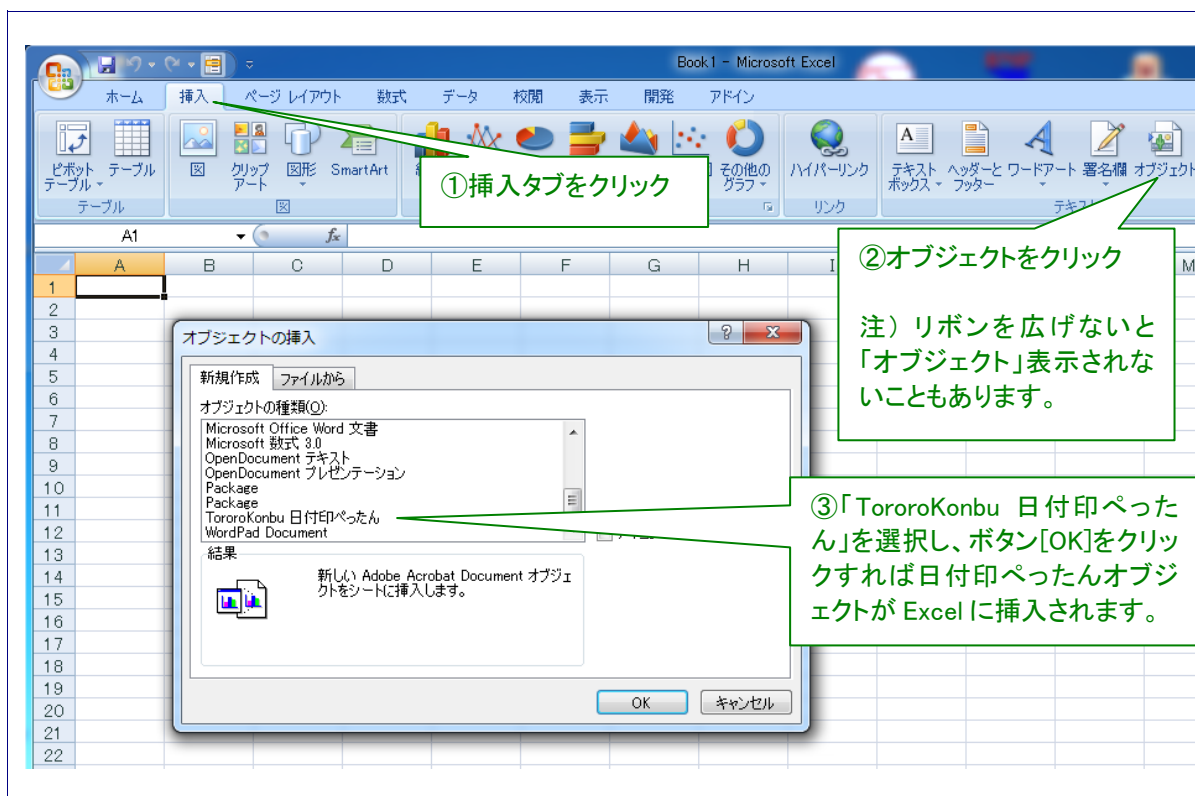 Book1 - Microsoft Excel
ホーム 挿入 ページ レイアウト 数式 データ 校閲 表示 開発 アドイン
ピボット
テーブル
テーブル
図
クリップ
アート
図形
SmartArt
その他の
グラフ
ハイパーリンク
テキスト
ボックス
ヘッダーと
フッター
ワードアート
署名欄
オブジェクト
テーブル
図
リンク
①挿入タブをクリック
A1
fx
A B C D E F G H I M
②オブジェクトをクリック
注) リボンを広げないと
「オブジェクト」表示されな
いこともあります。
1
2
3
4
5
6
7
8
9
10
11
12
13
14
15
16
17
18
19
20
21
22
オブジェクトの挿入
新規作成 ファイルから
オブジェクトの種類(O):
Microsoft Office Word 文書
Microsoft 数式 3.0
OpenDocument テキスト
OpenDocument プレゼンテーション
Package
Package
TororoKonbu 日付印ぺったん
WordPad Document
結果
新しい Adobe Acrobat Document オブジェ
クトをシートに挿入します。
OK キャンセル
③「TororoKonbu 日付印ぺった
ん」を選択し、ボタン[OK]をクリッ
クすれば日付印ぺったんオブジ
ェクトが Excel に挿入されます。